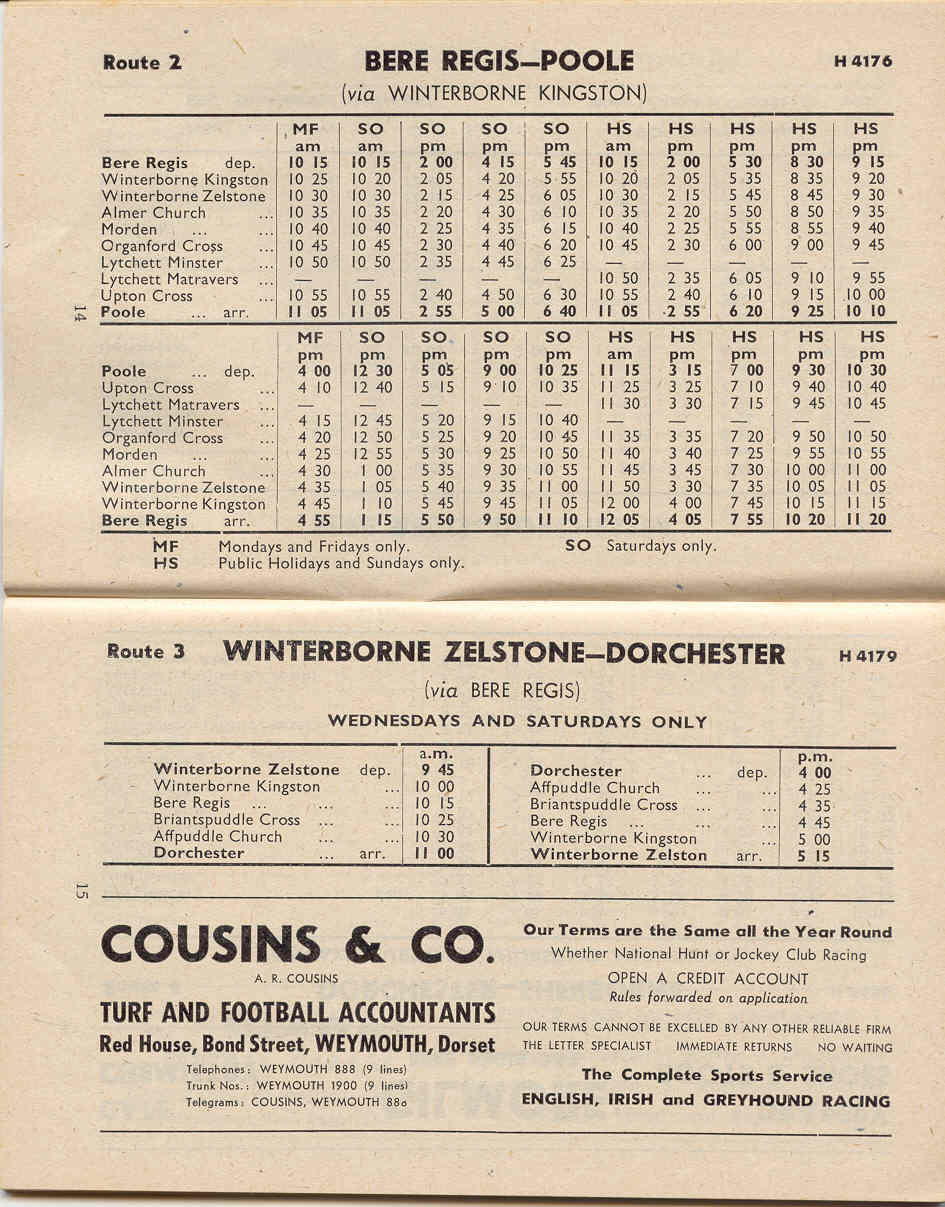 Route 2 BERE REGIS—POOLE H 4176
(via WINTERBORNE KINGSTON)
MF SO SO SO SO HS HS HS HS HS
am am pm pm pm am pm pm pm pm
Bere Regis dep. 10 15 10 15 2 00 4 15 5 45 10 15 2 00 5 30 8 30 9 15
Winterborne Kingston 10 25 10 20 2 05 4 20 5 55 10 20 2 05 5 35 8 35 9 20
Winterborne Zelstone 10 30 10 30 2 15 4 25 6 05 10 30 2 15 5 45 8 45 9 30
Almer Church ... 10 35 10 35 2 20 4 30 6 10 10 35 2 20 5 50 8 50 9 35
Morden ... ... 10 40 10 40 2 25 4 35 6 15 10 40 2 25 5 55 8 55 9 40
Organford Cross ... 10 45 10 45 2 30 4 40 6 20 10 45 2 30 6 00 9 00 9 45
Lytchett Minster ... 10 50 10 50 2 35 4 45 6 25 — — — — —
Lytchett Matravers ... — — — — — 10 50 2 35 6 05 9 10 9 55
Upton Cross ... 10 55 10 55 2 40 4 50 6 30 10 55 2 40 6 10 9 15 10 00
Poole ... arr. 11 05 11 05 2 55 5 00 6 40 11 05 2 55 6 20 9 25 10 10
14
MF SO SO SO SO HS HS HS HS HS
pm pm pm pm pm am pm pm pm pm
Poole ... dep. 4 00 12 30 5 05 9 00 10 25 11 15 3 15 7 00 9 30 10 30
Upton Cross ... 4 10 12 40 5 15 9 10 10 35 11 25 3 25 7 10 9 40 10 40
Lytchett Matravers ... — — — — — 11 30 3 30 7 15 9 45 10 45
Lytchett Minster ... 4 15 12 45 5 20 9 15 10 40 — — — — —
Organford Cross ... 4 20 12 50 5 25 9 20 10 45 11 35 3 35 7 20 9 50 10 50
Morden ... ... 4 25 12 55 5 30 9 25 10 50 11 40 3 40 7 25 9 55 10 55
Almer Church ... 4 30 1 00 5 35 9 30 10 55 11 45 3 45 7 30 10 00 11 00
Winterborne Zelstone 4 35 1 05 5 40 9 35 11 00 11 50 3 30 7 35 10 05 11 05
Winterborne Kingston 4 45 1 10 5 45 9 45 11 05 12 00 4 00 7 45 10 15 11 15
Bere Regis arr. 4 55 1 15 5 50 9 50 11 10 12 05 4 05 7 55 10 20 11 20
MF Mondays and Fridays only. SO Saturdays only.
HS Public Holidays and Sundays only.
Route 3 WINTERBORNE ZELSTONE—DORCHESTER H 4179
(via BERE REGIS)
WEDNESDAYS AND SATURDAYS ONLY
a.m.
Winterborne Zelstone dep. 9 45
Winterborne Kingston ... 10 00
Bere Regis ... ... ... 10 15
Briantspuddle Cross ... ... 10 25
Affpuddle Church ... ... 10 30
Dorchester ... arr. 11 00
p.m.
Dorchester ... dep. 4 00
Affpuddle Church ... ... 4 25
Briantspuddle Cross ... ... 4 35
Bere Regis ... ... ... 4 45
Winterborne Kingston ... 5 00
Winterborne Zelston arr. 5 15
15
COUSINS & CO.
A. R. COUSINS
TURF AND FOOTBALL ACCOUNTANTS
Red House, Bond Street, WEYMOUTH, Dorset
Telephones: WEYMOUTH 888 (9 lines)
Trunk Nos.: WEYMOUTH 1900 (9 lines)
Telegrams: COUSINS, WEYMOUTH 880
Our Terms are the Same all the Year Round
Whether National Hunt or Jockey Club Racing
OPEN A CREDIT ACCOUNT
Rules forwarded on application
OUR TERMS CANNOT BE EXCELLED BY ANY OTHER RELIABLE FIRM
THE LETTER SPECIALIST IMMEDIATE RETURNS NO WAITING
The Complete Sports Service
ENGLISH, IRISH and GREYHOUND RACING